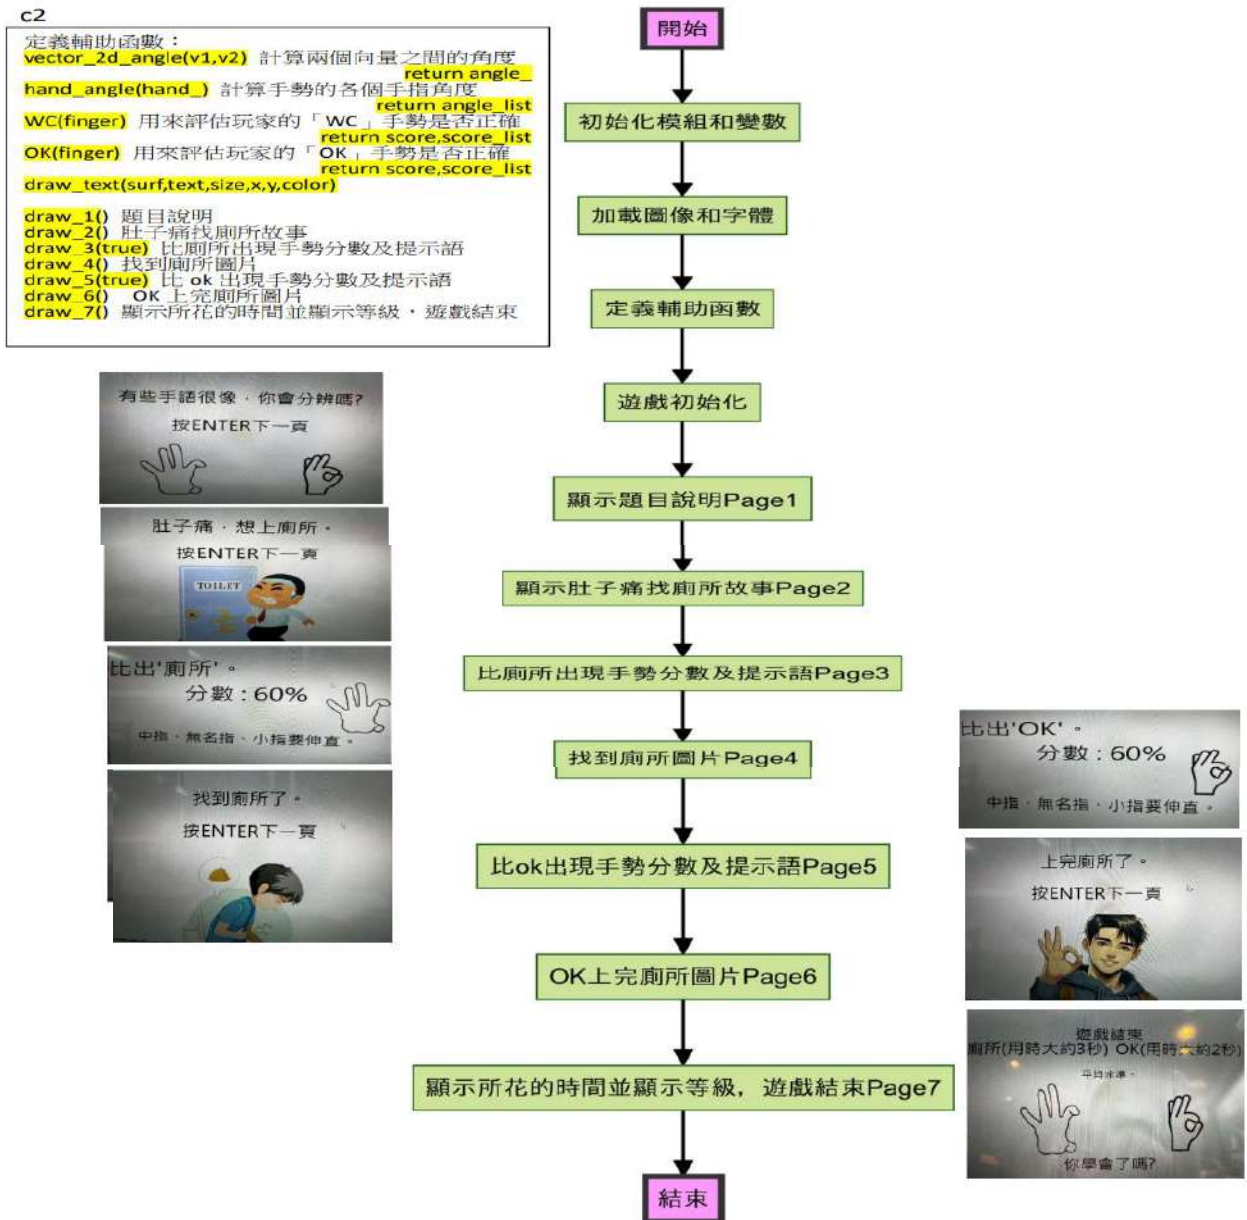 c2
定義輔助函數：
vector_2d_angle(v1,v2) 計算兩個向量之間的角度
return angle_
hand_angle(hand_) 計算手勢的各個手指角度
return angle_list
WC(finger) 用來評估玩家的「WC」手勢是否正確
return score,score_list
OK(finger) 用來評估玩家的「OK」手勢是否正確
return score,score_list
draw_text(surf,text,size,x,y,color)
draw_1() 題目說明
draw_2() 肚子痛找廁所故事
draw_3(true) 比廁所出現手勢分數及提示語
draw_4() 找到廁所圖片
draw_5(true) 比 ok 出現手勢分數及提示語
draw_6() OK 上完廁所圖片
draw_7() 顯示所花的時間並顯示等級，遊戲結束
開始
初始化模組和變數
加載圖像和字體
定義輔助函數
遊戲初始化
顯示題目說明Page1
顯示肚子痛找廁所故事Page2
比廁所出現手勢分數及提示語Page3
找到廁所圖片Page4
比ok出現手勢分數及提示語Page5
OK上完廁所圖片Page6
顯示所花的時間並顯示等級，遊戲結束Page7
結束
有些手語很像，你會分辨嗎?
按ENTER下一頁
肚子痛，想上廁所。
按ENTER下一頁
TOILET
比出'廁所'。
分數：60%
中指、無名指、小指要伸直。
找到廁所了。
按ENTER下一頁
比出'OK'。
分數：60%
中指、無名指、小指要伸直。
上完廁所了。
按ENTER下一頁
遊戲結束
廁所(用時大約3秒) OK(用時大約2秒)
平均水準。
你學會了嗎?